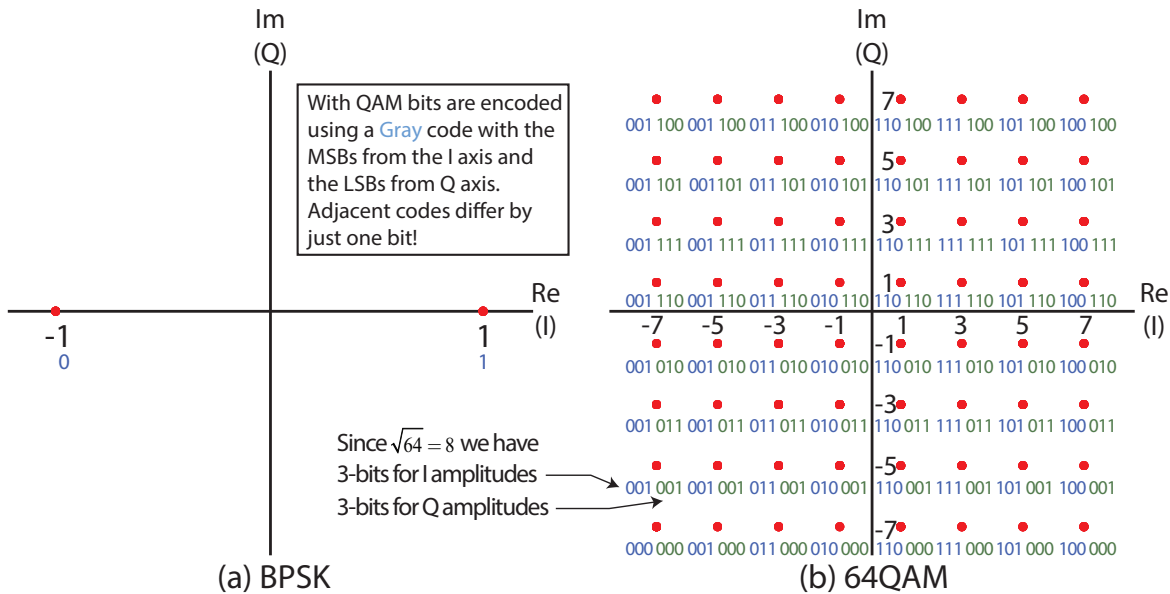 Im
(Q)
With QAM bits are encoded
using a Gray code with the
MSBs from the I axis and
the LSBs from Q axis.
Adjacent codes differ by
just one bit!
Re
(I)
-1
0
1
1
Since √64 = 8 we have
3-bits for I amplitudes
3-bits for Q amplitudes
(a) BPSK
Im
(Q)
7
001 100 001 100 011 100 010 100 110 100 111 100 101 100 100 100
5
001 101 001101 011 101 010 101 110 101 111 101 101 101 100 101
3
001 111 001 111 011 111 010 111 110 111 111 111 101 111 100 111
1
001 110 001 110 011 110 010 110 110 110 111 110 101 110 100 110
Re
(I)
-7 -5 -3 -1 1 3 5 7
-1
001 010 001 010 011 010 010 010 110 010 111 010 101 010 100 010
-3
001 011 001 011 011 011 010 011 110 011 111 011 101 011 100 011
-5
001 001 001 001 011 001 010 001 110 001 111 001 101 001 100 001
-7
000 000 001 000 011 000 010 000 110 000 111 000 101 000 100 000
(b) 64QAM